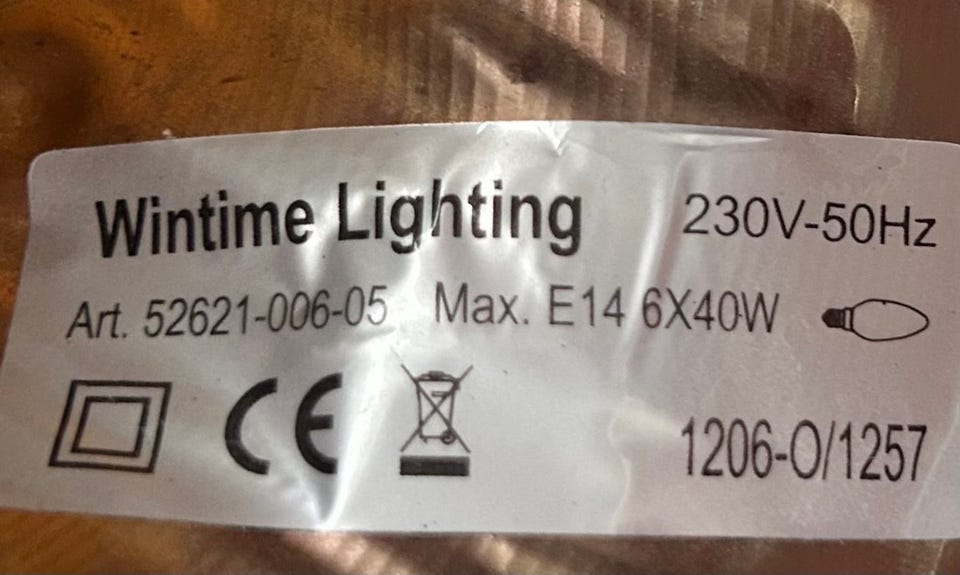 Wintime Lighting 230V-50Hz
Art. 52621-006-05 Max. E14 6X40W
CE 1206-O/1257